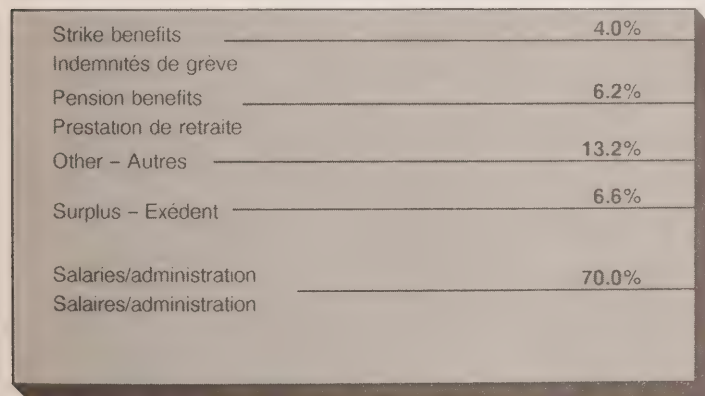 Strike benefits 4.0%
Indemnités de grève
Pension benefits 6.2%
Prestation de retraite
Other – Autres 13.2%
Surplus – Exédent 6.6%
Salaries/administration 70.0%
Salaires/administration